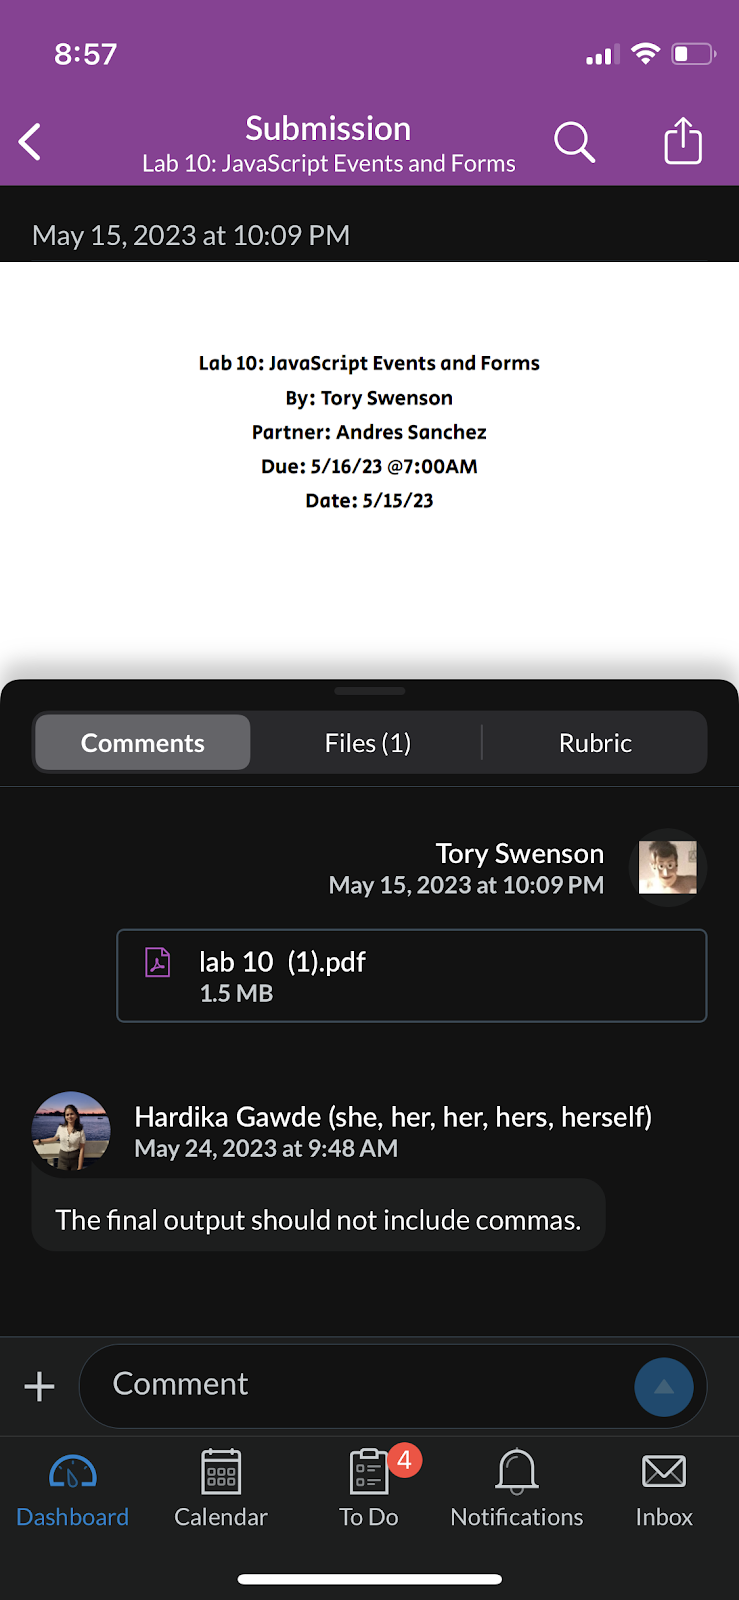 8:57
Submission
Lab 10: JavaScript Events and Forms
May 15, 2023 at 10:09 PM
Lab 10: JavaScript Events and Forms
By: Tory Swenson
Partner: Andres Sanchez
Due: 5/16/23 @7:00AM
Date: 5/15/23
Comments Files (1) Rubric
Tory Swenson
May 15, 2023 at 10:09 PM
lab 10  (1).pdf
1.5 MB
Hardika Gawde (she, her, her, hers, herself)
May 24, 2023 at 9:48 AM
The final output should not include commas.
Comment
4
Dashboard Calendar To Do Notifications Inbox